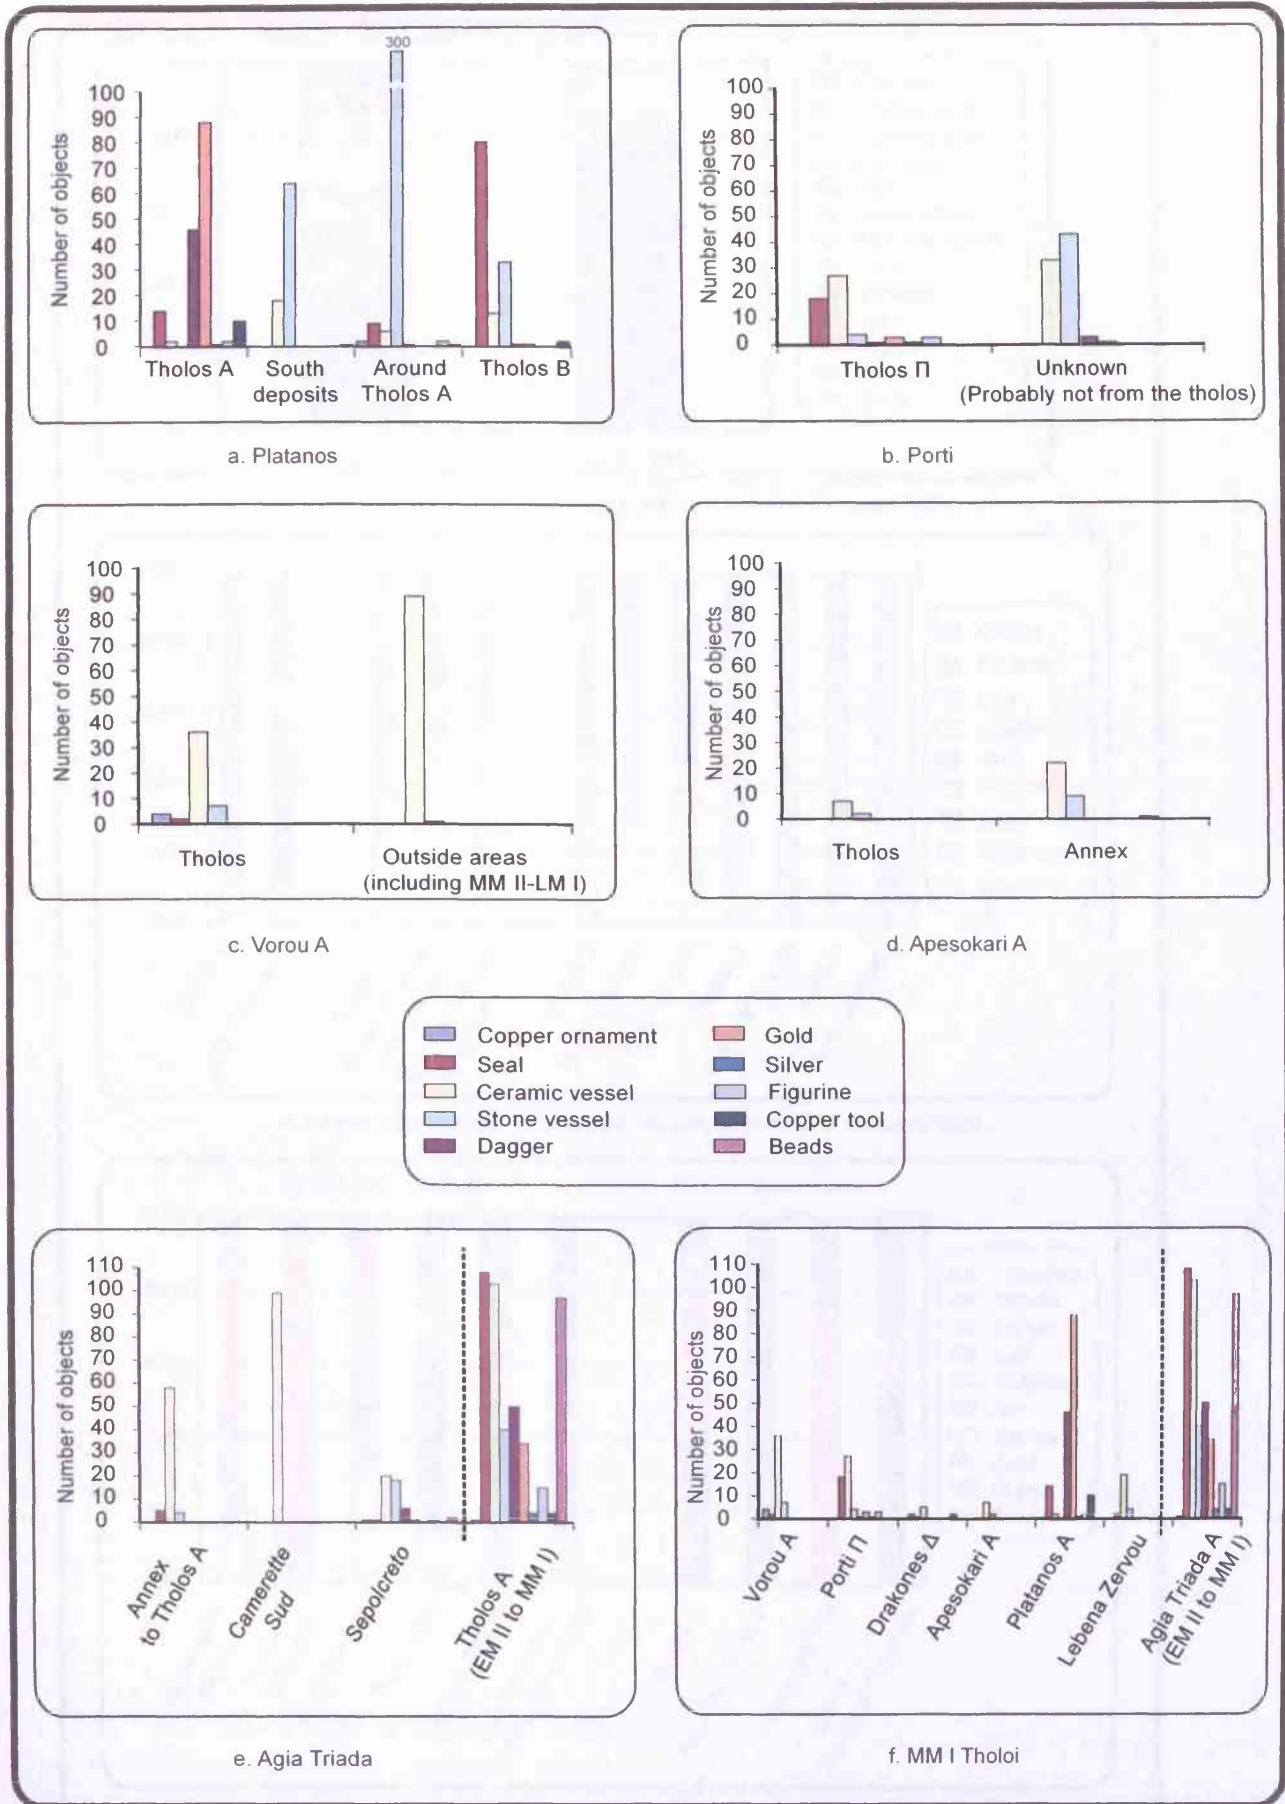 300
100
90
80
70
60
50
40
30
20
10
0
Number of objects
Tholos A
South
deposits
Around
Tholos A
Tholos B
a. Platanos
100
90
80
70
60
50
40
30
20
10
0
Number of objects
Tholos Π
Unknown
(Probably not from the tholos)
b. Porti
100
90
80
70
60
50
40
30
20
10
0
Number of objects
Tholos
Outside areas
(including MM II-LM I)
c. Vorou A
100
90
80
70
60
50
40
30
20
10
0
Number of objects
Tholos
Annex
d. Apesokari A
Copper ornament
Seal
Ceramic vessel
Stone vessel
Dagger
Gold
Silver
Figurine
Copper tool
Beads
110
100
90
80
70
60
50
40
30
20
10
0
Number of objects
Annex
to Tholos A
Camerette
Sud
Sepolcreto
Tholos A
(EM II to MM I)
e. Agia Triada
110
100
90
80
70
60
50
40
30
20
10
0
Number of objects
Vorou A
Porti Π
Drakones Δ
Apesokari A
Platanos A
Lebena Zervou
Agia Triada A
(EM II to MM I)
f. MM I Tholoi